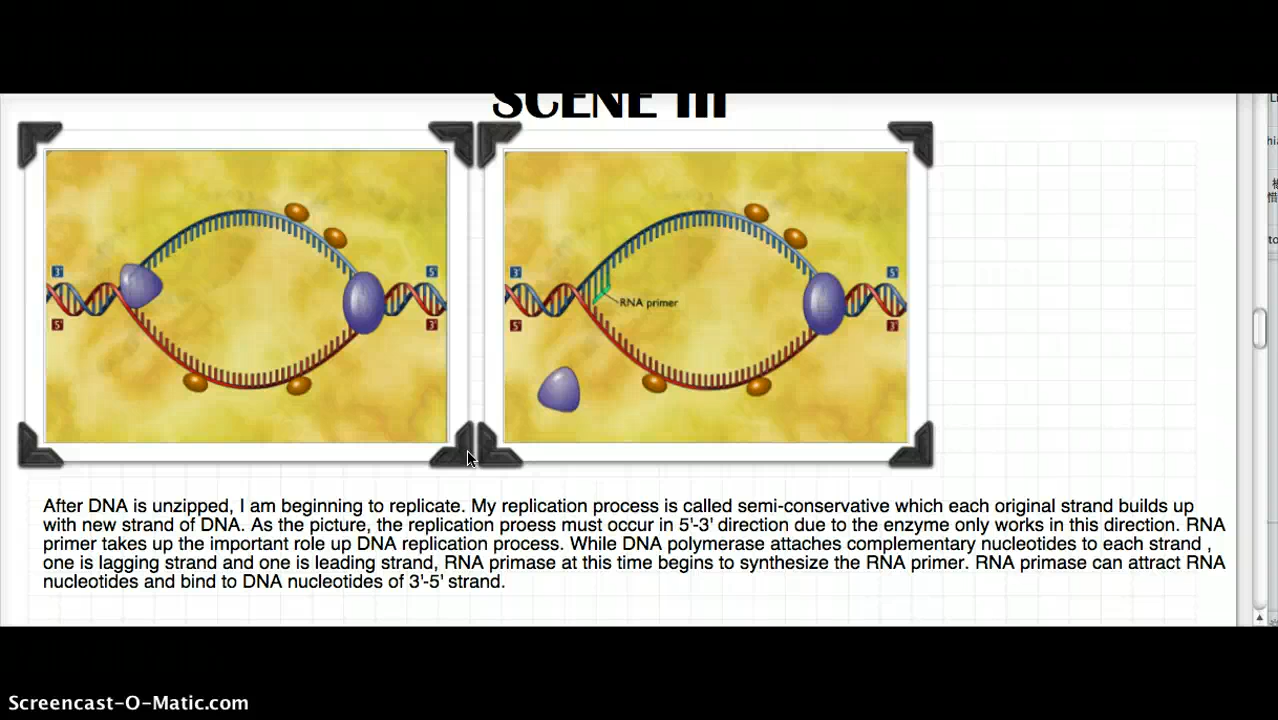 SCENE III
3' 5'
5' 3'
3' 5'
RNA primer
5' 3'
After DNA is unzipped, I am beginning to replicate. My replication process is called semi-conservative which each original strand builds up
with new strand of DNA. As the picture, the replication proess must occur in 5'-3' direction due to the enzyme only works in this direction. RNA
primer takes up the important role up DNA replication process. While DNA polymerase attaches complementary nucleotides to each strand ,
one is lagging strand and one is leading strand, RNA primase at this time begins to synthesize the RNA primer. RNA primase can attract RNA
nucleotides and bind to DNA nucleotides of 3'-5' strand.
Screencast-O-Matic.com